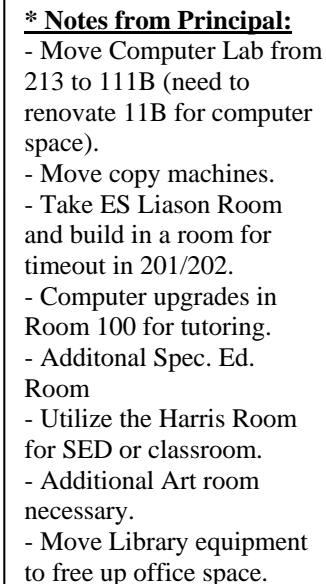 * Notes from Principal:
- Move Computer Lab from
213 to 111B (need to
renovate 11B for computer
space).
- Move copy machines.
- Take ES Liason Room
and build in a room for
timeout in 201/202.
- Computer upgrades in
Room 100 for tutoring.
- Additonal Spec. Ed.
Room
- Utilize the Harris Room
for SED or classroom.
- Additional Art room
necessary.
- Move Library equipment
to free up office space.